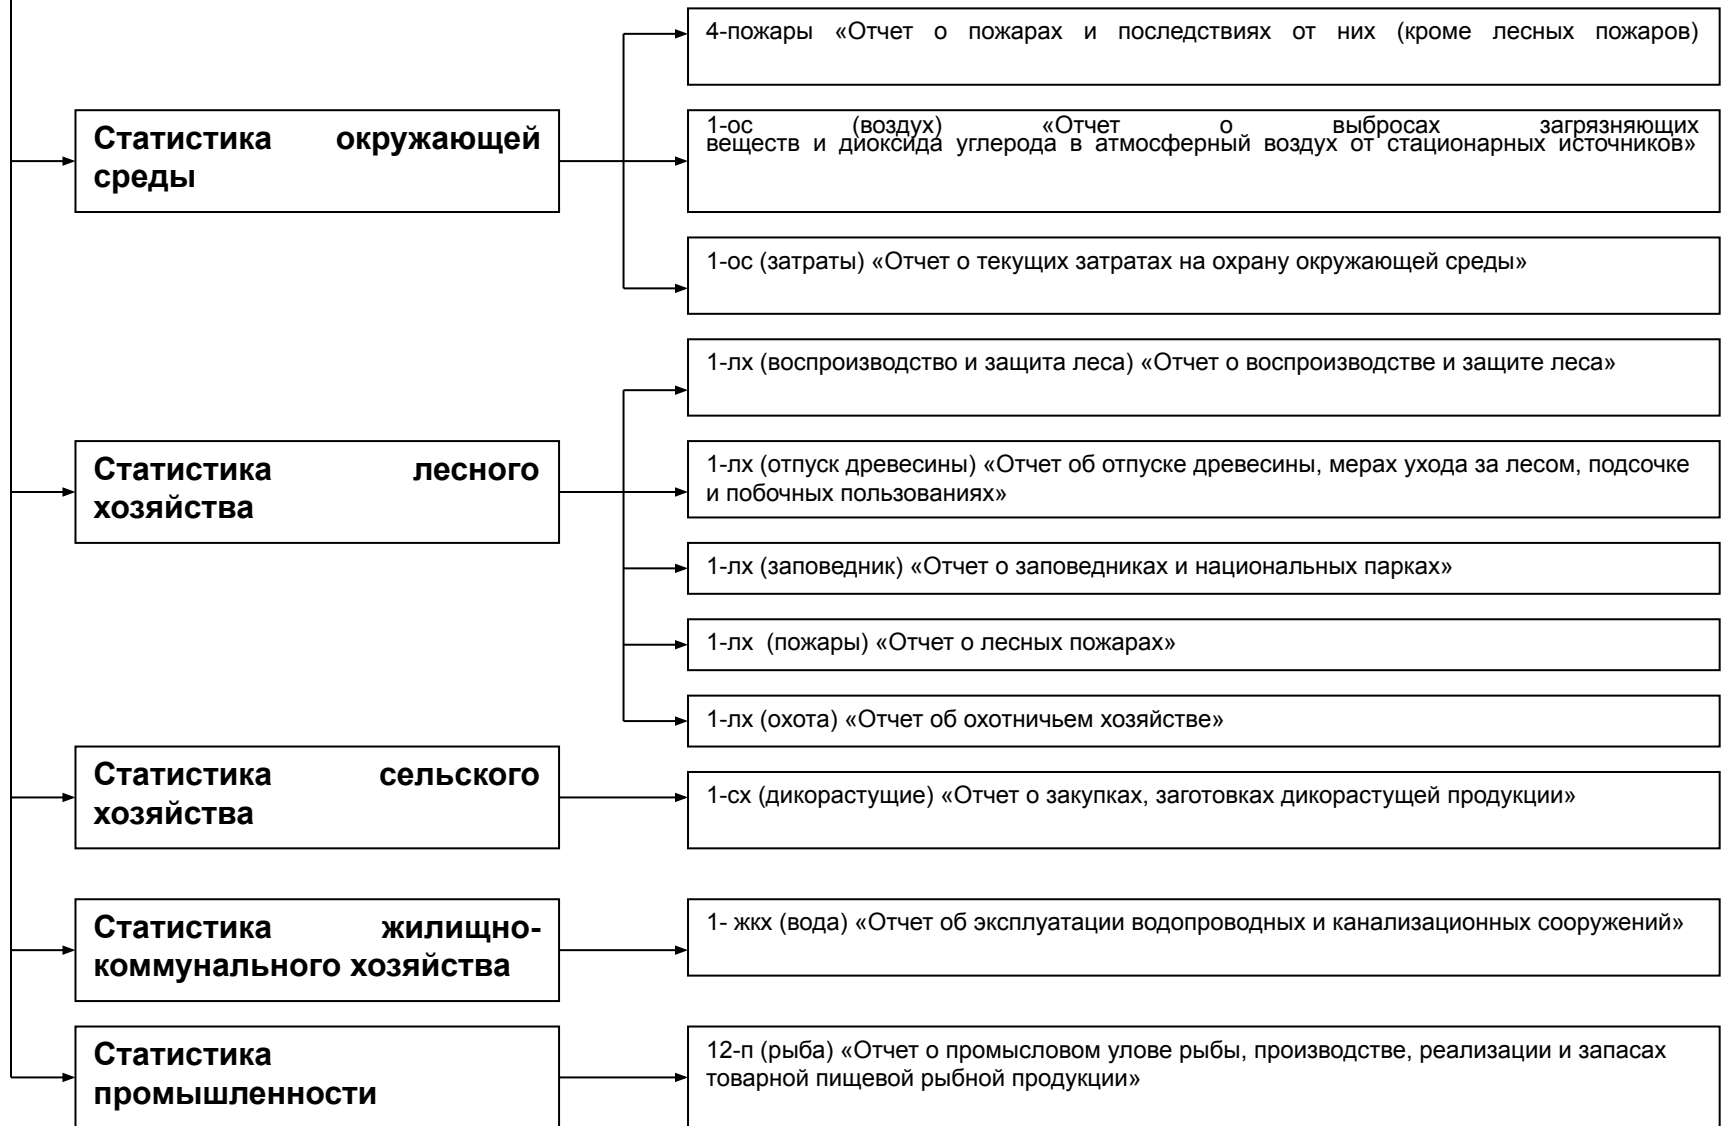 4-пожары «Отчет о пожарах и последствиях от них (кроме лесных пожаров)
Статистика окружающей
среды
1-ос (воздух) «Отчет о выбросах загрязняющих
веществ и диоксида углерода в атмосферный воздух от стационарных источников»
1-ос (затраты) «Отчет о текущих затратах на охрану окружающей среды»
1-лх (воспроизводство и защита леса) «Отчет о воспроизводстве и защите леса»
Статистика лесного
хозяйства
1-лх (отпуск древесины) «Отчет об отпуске древесины, мерах ухода за лесом, подсочке
и побочных пользованиях»
1-лх (заповедник) «Отчет о заповедниках и национальных парках»
1-лх (пожары) «Отчет о лесных пожарах»
1-лх (охота) «Отчет об охотничьем хозяйстве»
Статистика сельского
хозяйства
1-сх (дикорастущие) «Отчет о закупках, заготовках дикорастущей продукции»
Статистика жилищно-
коммунального хозяйства
1- жкх (вода) «Отчет об эксплуатации водопроводных и канализационных сооружений»
Статистика
промышленности
12-п (рыба) «Отчет о промысловом улове рыбы, производстве, реализации и запасах
товарной пищевой рыбной продукции»